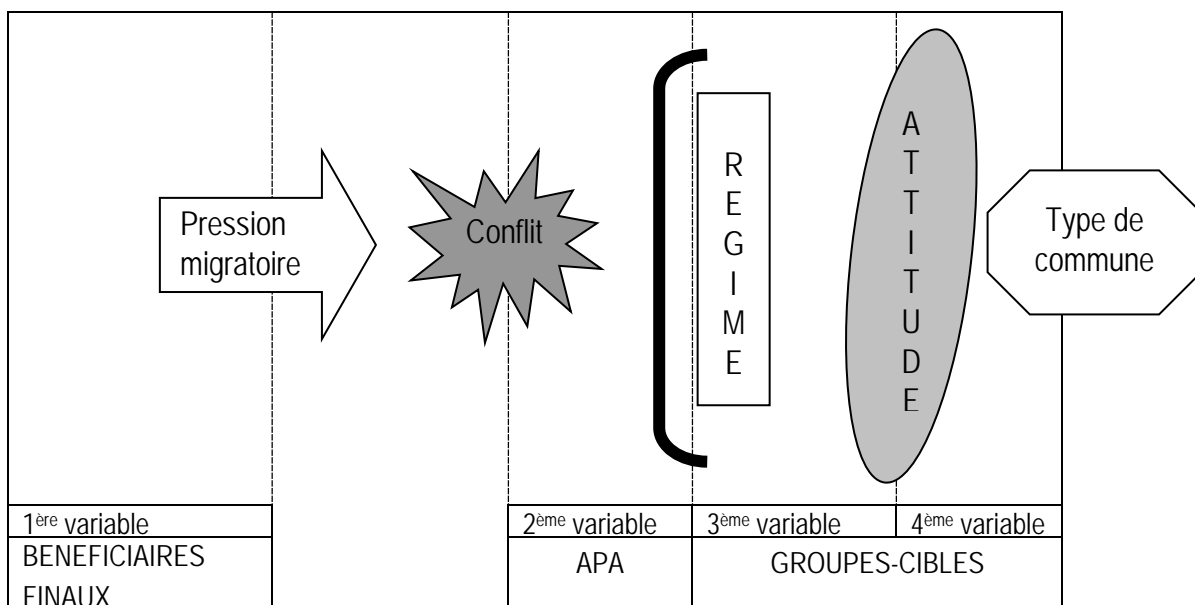 Pression
migratoire
Conflit
R
E
G
I
M
E
A
T
T
I
T
U
D
E
Type de
commune
1ère variable
2ème variable
3ème variable
4ème variable
BENEFICIAIRES
FINAUX
APA
GROUPES-CIBLES